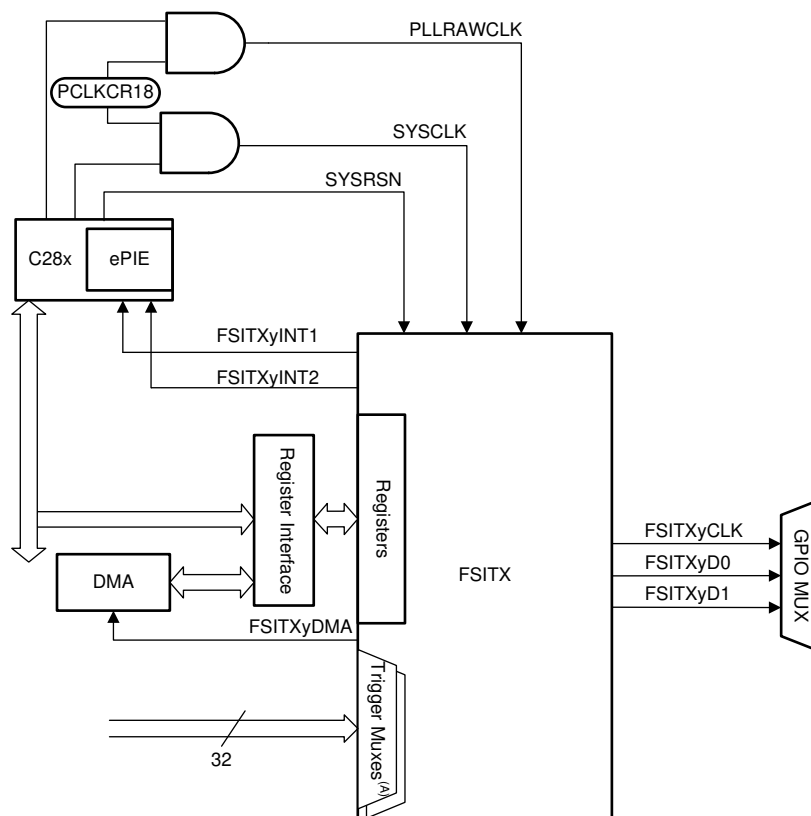 PLLRAWCLK
PCLKCR18
SYSCLK
SYSRSN
C28x
ePIE
FSITXyINT1
FSITXyINT2
Register Interface
Registers
FSITX
FSITXyCLK
FSITXyD0
FSITXyD1
GPIO MUX
DMA
FSITXyDMA
Trigger Muxes(A)
32